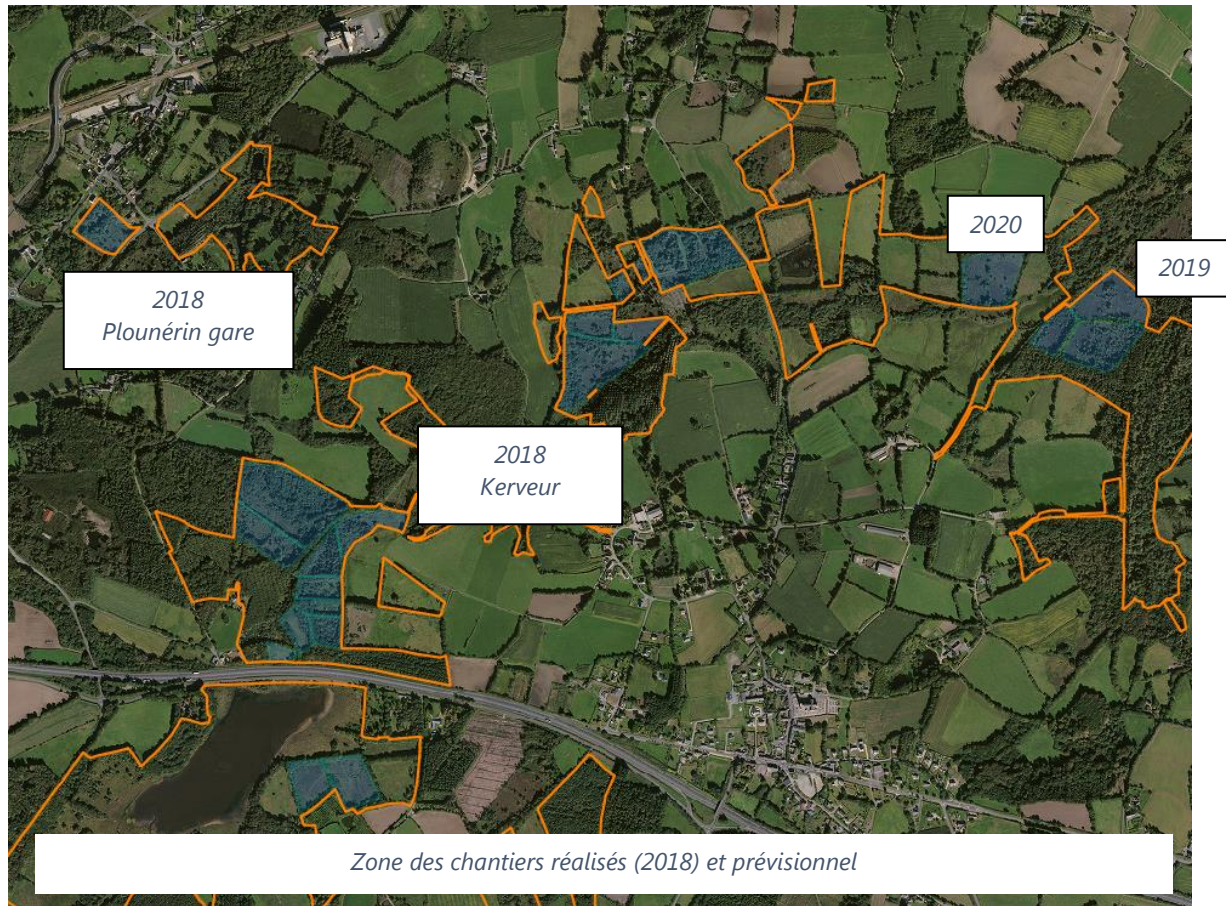 2020
2019
2018
Plounérin gare
2018
Kerveur
Zone des chantiers réalisés (2018) et prévisionnel